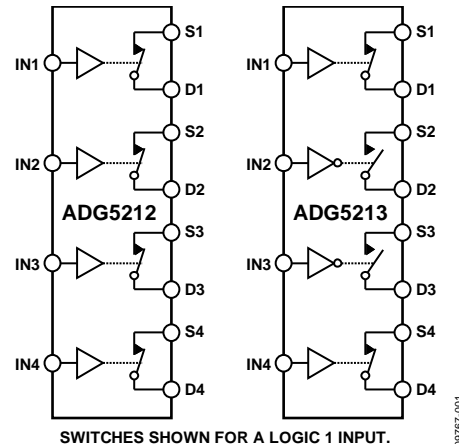 S1
IN1
D1
S2
IN2
D2
ADG5212
S3
IN3
D3
S4
IN4
D4
S1
IN1
D1
S2
IN2
D2
ADG5213
S3
IN3
D3
S4
IN4
D4
SWITCHES SHOWN FOR A LOGIC 1 INPUT.